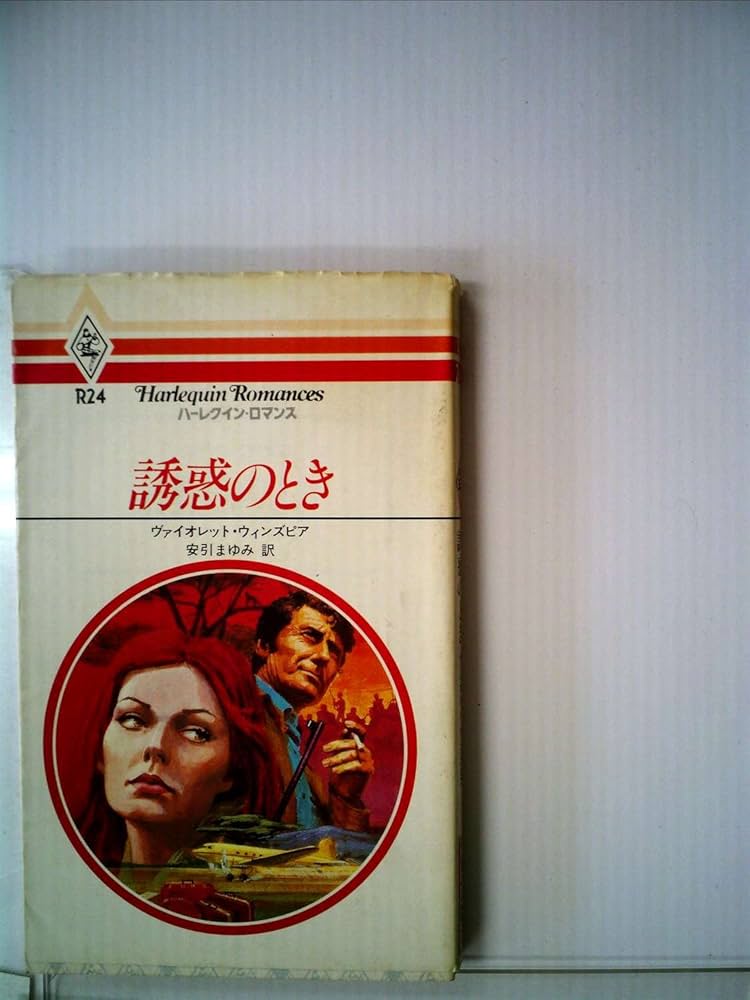 R24
Harlequin Romances
ハーレクイン・ロマンス
誘惑のとき
ヴァイオレット・ウィンズピア
安引まゆみ 訳